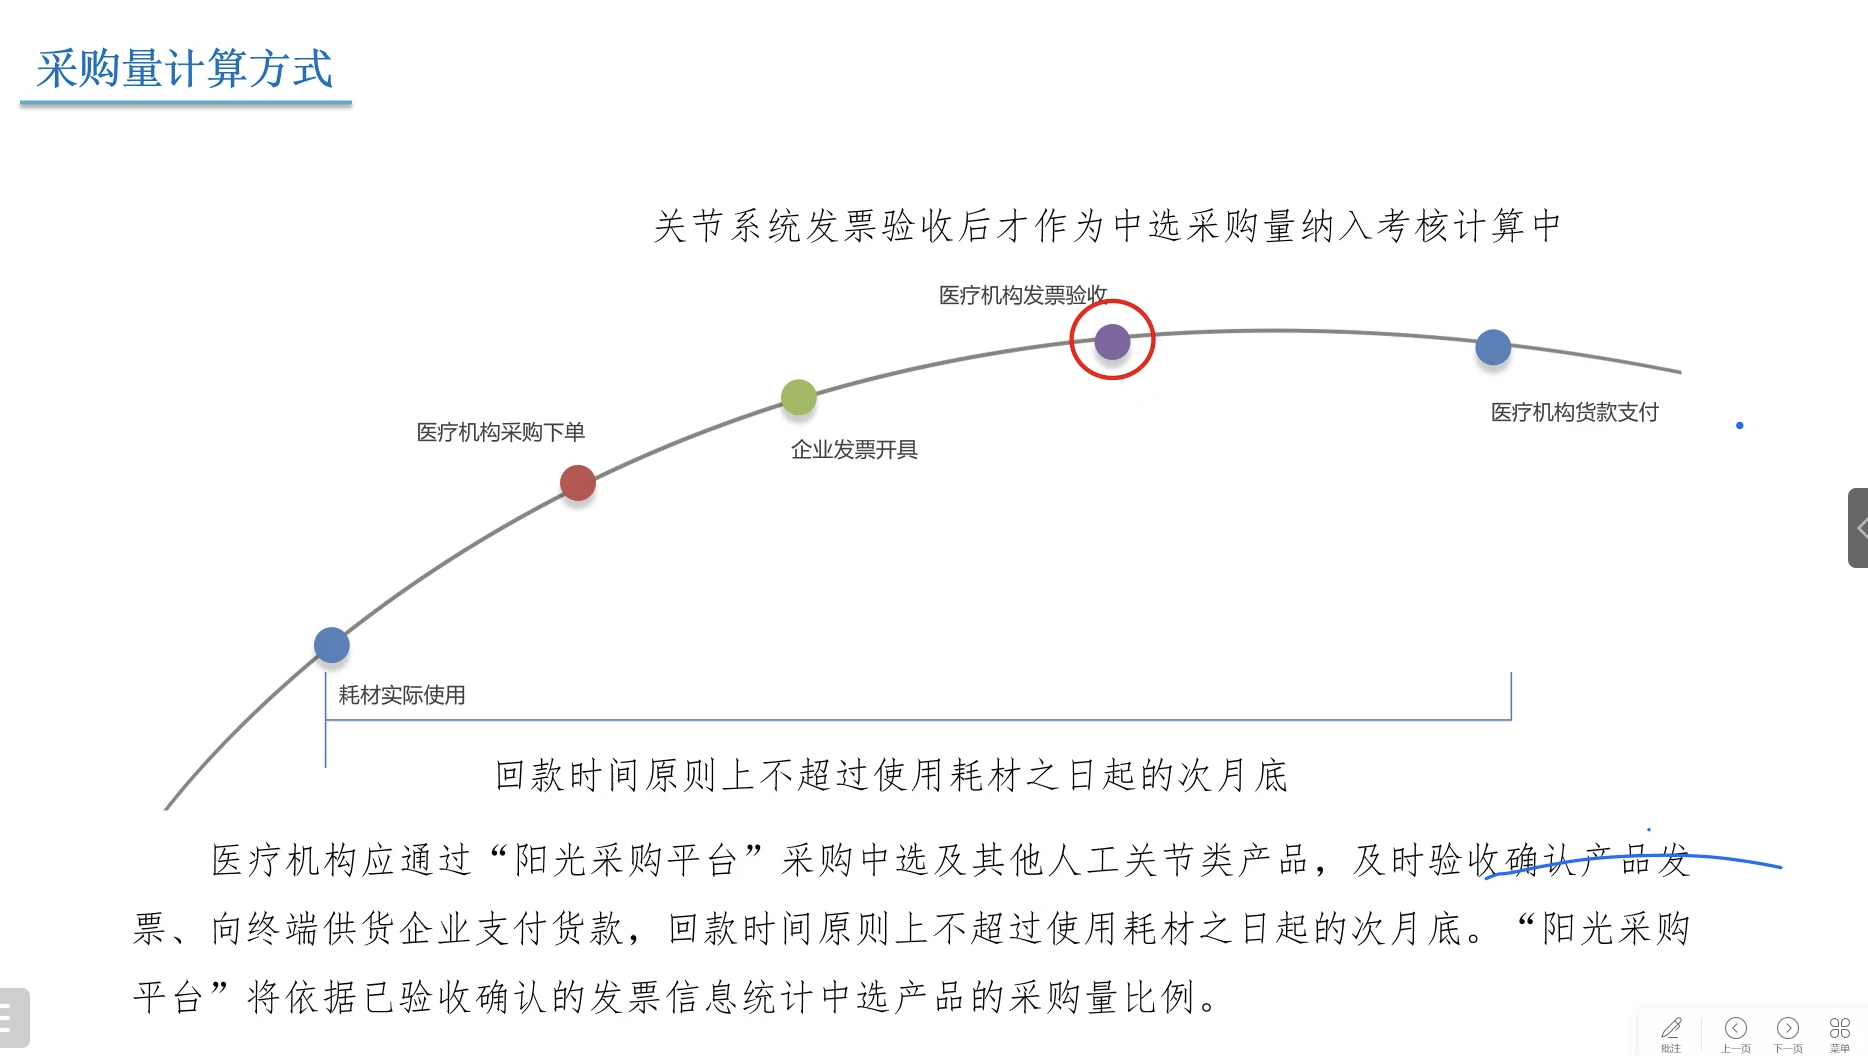 采购量计算方式
关节系统发票验收后才作为中选采购量纳入考核计算中
医疗机构发票验收
医疗机构货款支付
医疗机构采购下单
企业发票开具
耗材实际使用
回款时间原则上不超过使用耗材之日起的次月底
医疗机构应通过“阳光采购平台”采购中选及其他人工关节类产品，及时验收确认产品发
票、向终端供货企业支付货款，回款时间原则上不超过使用耗材之日起的次月底。“阳光采购
平台”将依据已验收确认的发票信息统计中选产品的采购量比例。
批注
上一页
下一页
菜单